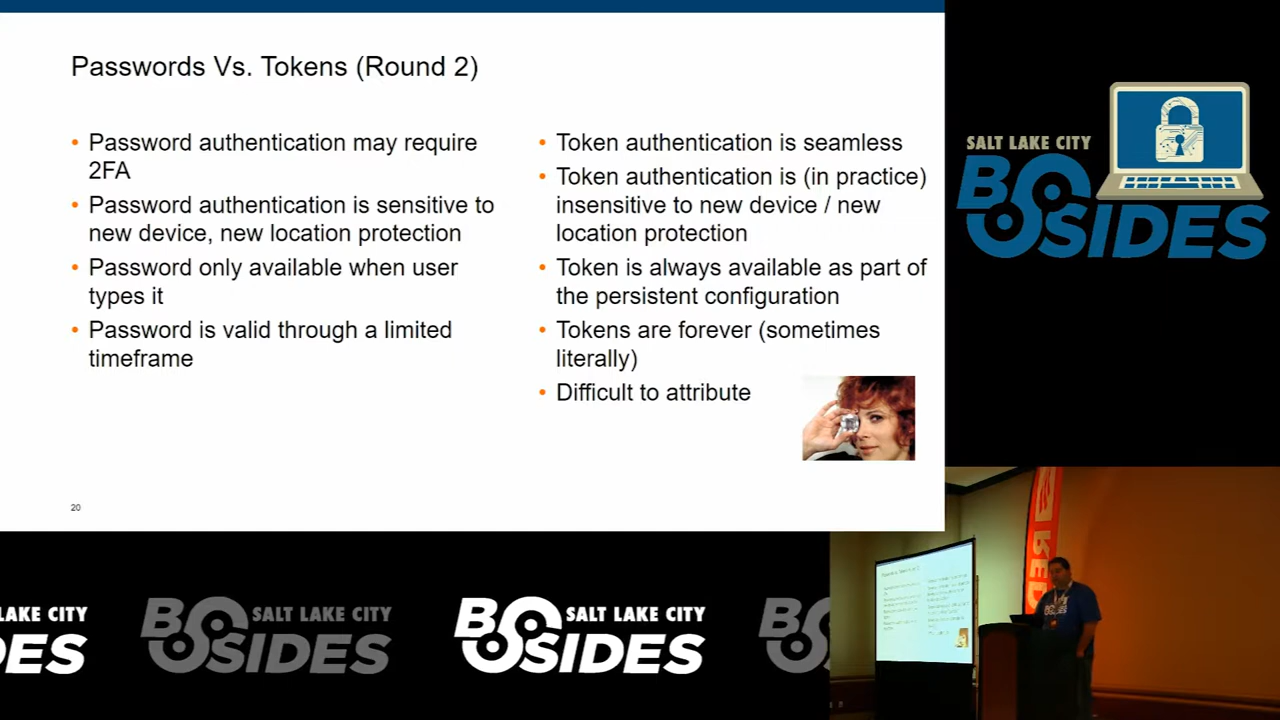 Passwords Vs. Tokens (Round 2)
• Password authentication may require
2FA
• Password authentication is sensitive to
new device, new location protection
• Password only available when user
types it
• Password is valid through a limited
timeframe
• Token authentication is seamless
• Token authentication is (in practice)
insensitive to new device / new
location protection
• Token is always available as part of
the persistent configuration
• Tokens are forever (sometimes
literally)
• Difficult to attribute
20
SALT LAKE CITY
BSIDES
LAKE CITY
DES
SALT LAKE CITY
BSIDES
SALT LAKE CITY
BSIDES
RED